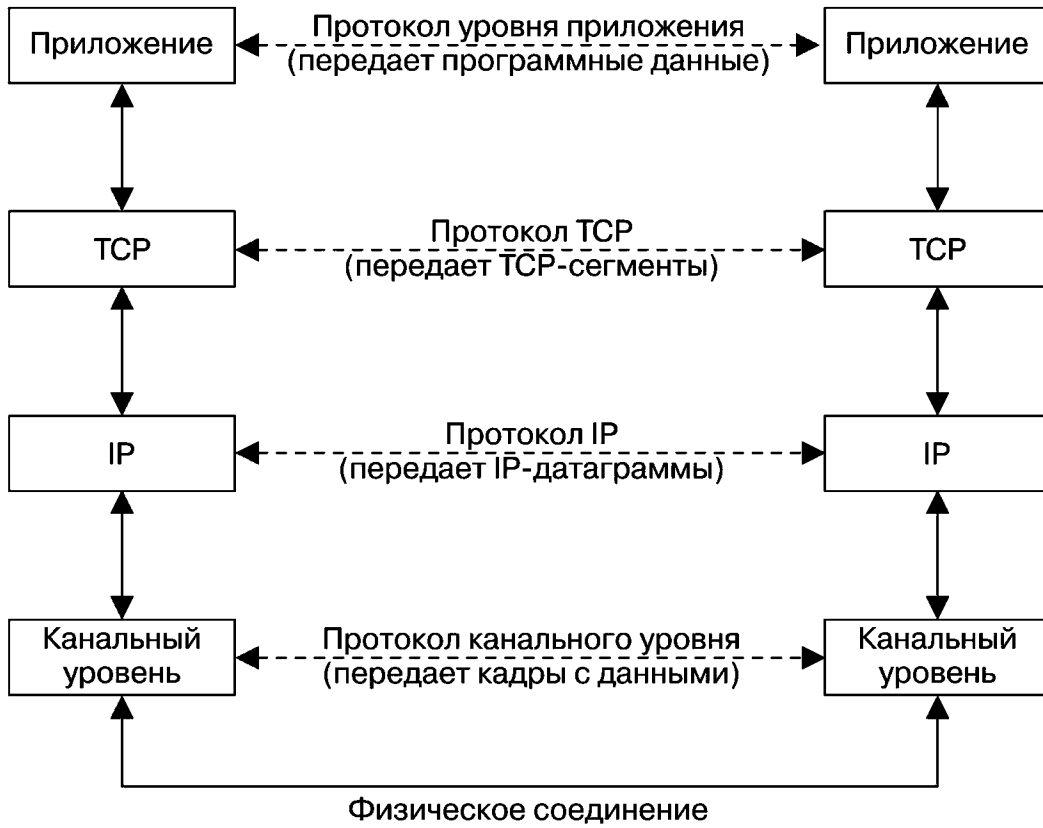 Приложение
Протокол уровня приложения
(передает программные данные)
Приложение
TCP
Протокол TCP
(передает TCP-сегменты)
TCP
IP
Протокол IP
(передает IP-датаграммы)
IP
Канальный
уровень
Протокол канального уровня
(передает кадры с данными)
Канальный
уровень
Физическое соединение